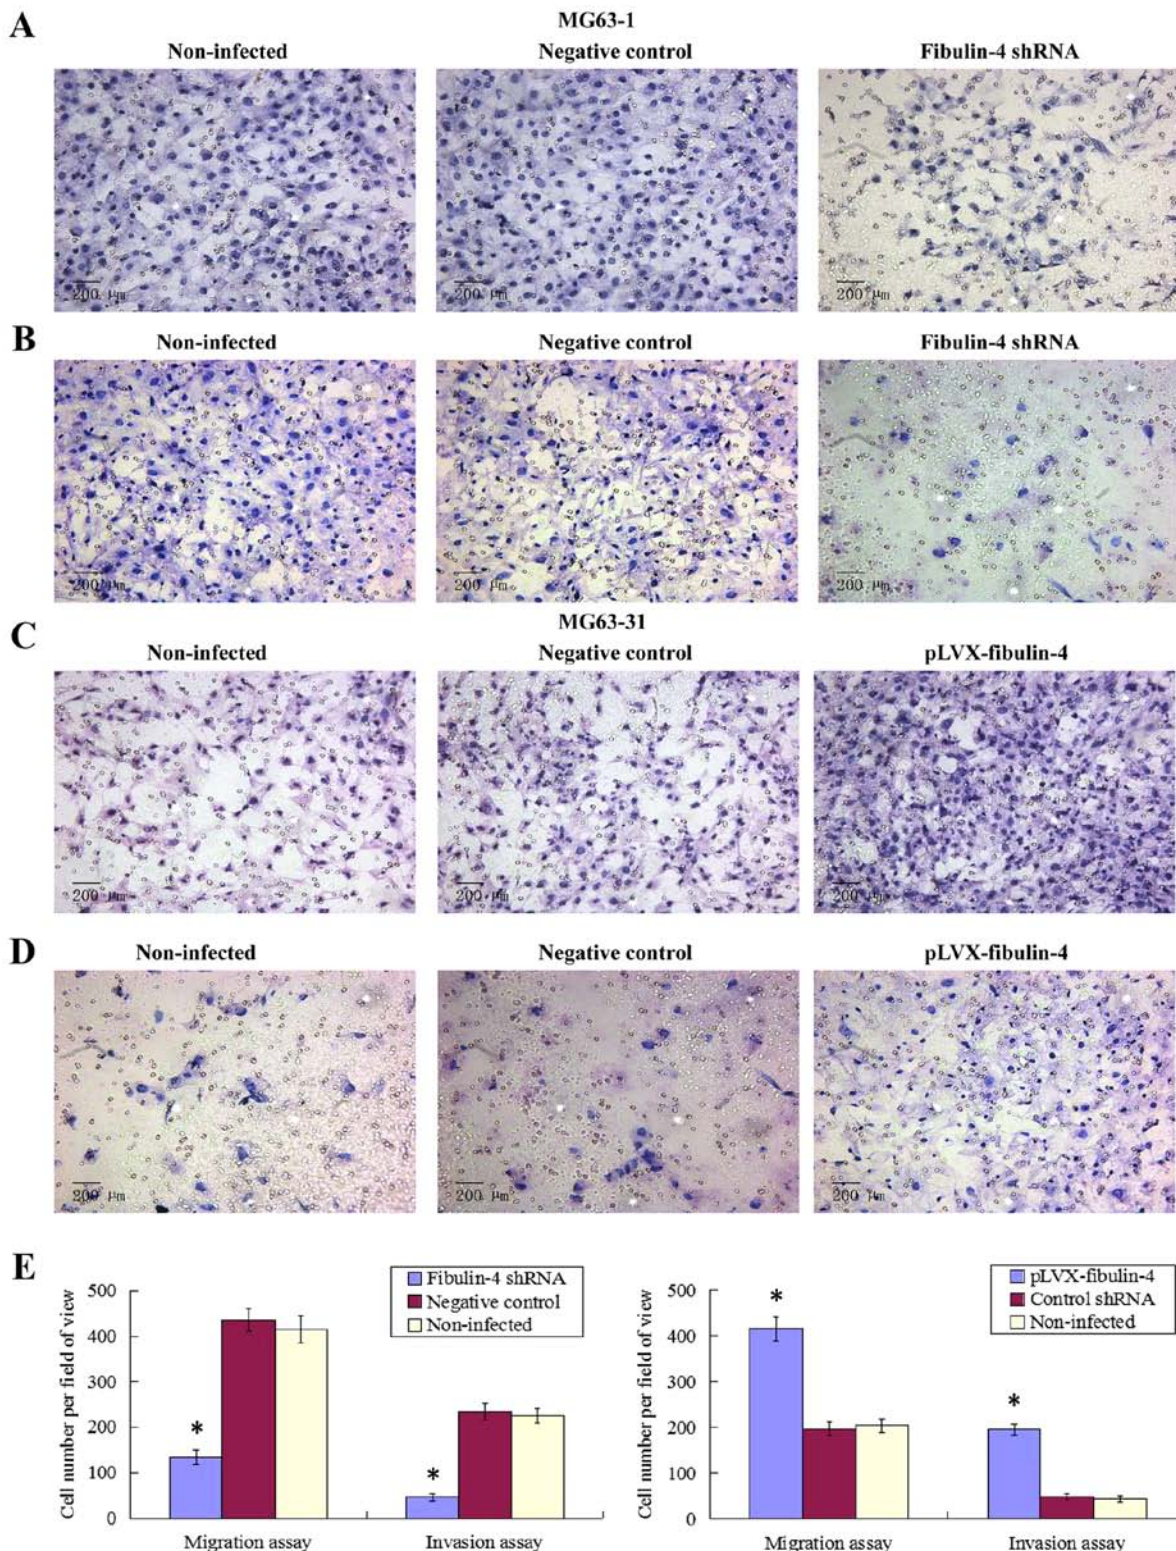 A
MG63-1
Non-infected Negative control Fibulin-4 shRNA
200 μm 200 μm 200 μm
B
Non-infected Negative control Fibulin-4 shRNA
200 μm 200 μm 200 μm
MG63-31
C
Non-infected Negative control pLVX-fibulin-4
200 μm 200 μm 200 μm
D
Non-infected Negative control pLVX-fibulin-4
200 μm 200 μm 200 μm
E
Cell number per field of view
500
400
300
200
100
0
Fibulin-4 shRNA
Negative control
Non-infected
*
*
Migration assay Invasion assay
Cell number per field of view
500
400
300
200
100
0
pLVX-fibulin-4
Control shRNA
Non-infected
*
*
Migration assay Invasion assay